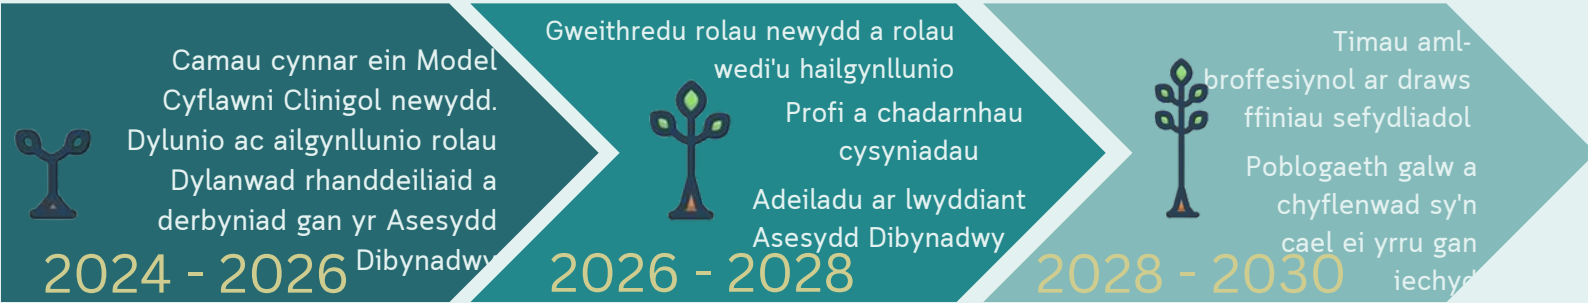 Camau cynnar ein Model
Cyflawni Clinigol newydd.
Dylunio ac ailgynllunio rolau
Dylanwad rhanddeiliaid a
derbyniad gan yr Asesydd
Dibynadwy
2024 - 2026
Gweithredu rolau newydd a rolau
wedi'u hailgynllunio
Profi a chadarnhau
cysyniadau
Adeiladu ar lwyddiant
Asesydd Dibynadwy
2026 - 2028
Timau aml-
broffesiynol ar draws
ffiniau sefydliadol
Poblogaeth galw a
chyflenwad sy'n
cael ei yrru gan
iechyd
2028 - 2030